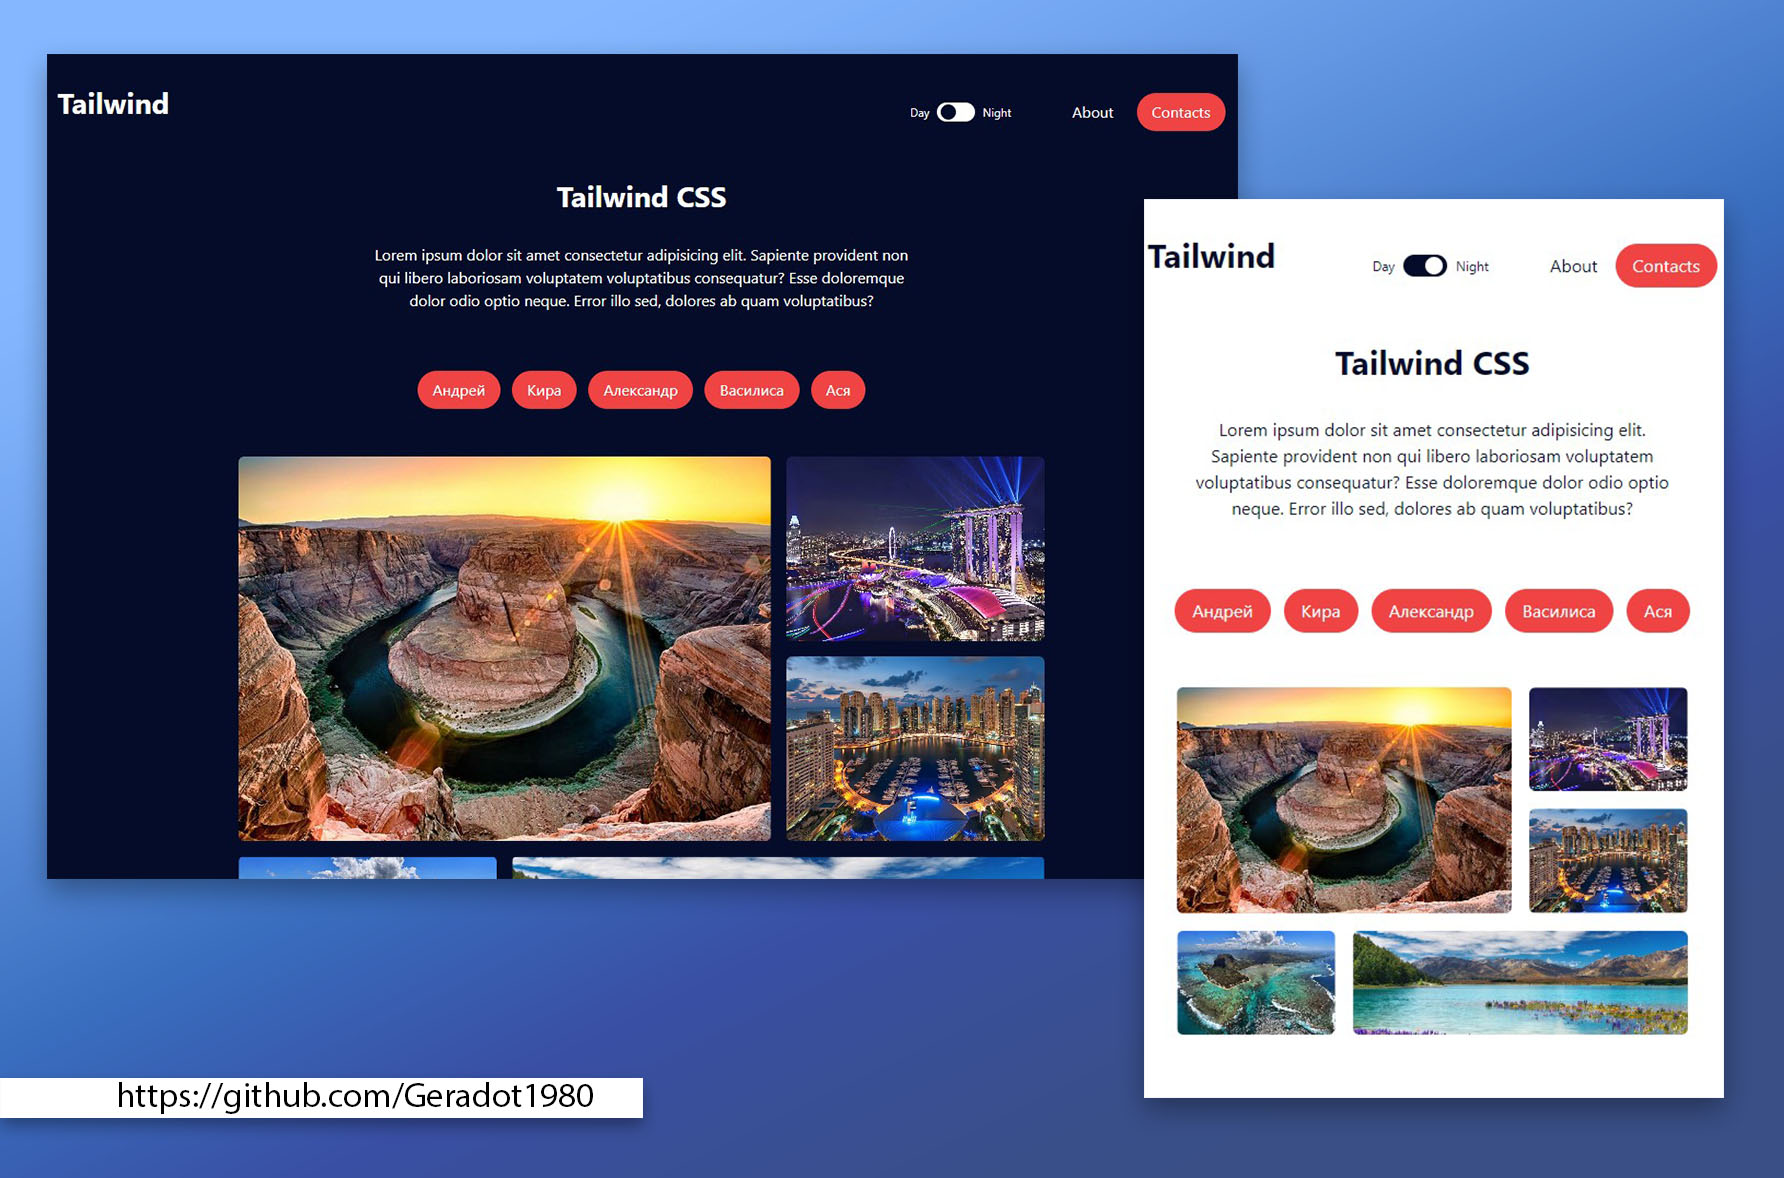 Tailwind
Day Night About Contacts
Tailwind CSS
Lorem ipsum dolor sit amet consectetur adipisicing elit. Sapiente provident non
qui libero laboriosam voluptatem voluptatibus consequatur? Esse doloremque
dolor odio optio neque. Error illo sed, dolores ab quam voluptatibus?
Андрей Кира Александр Василиса Ася
Tailwind
Day Night About Contacts
Tailwind CSS
Lorem ipsum dolor sit amet consectetur adipisicing elit.
Sapiente provident non qui libero laboriosam voluptatem
voluptatibus consequatur? Esse doloremque dolor odio optio
neque. Error illo sed, dolores ab quam voluptatibus?
Андрей Кира Александр Василиса Ася
https://github.com/Geradot1980